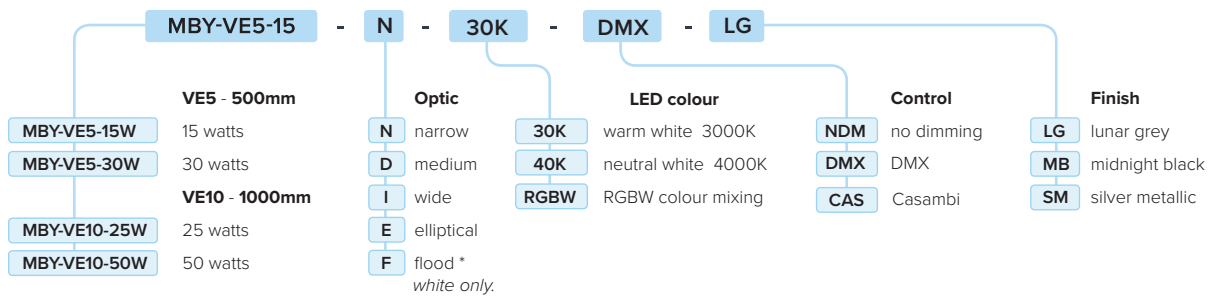 MBY-VE5-15 - N - 30K - DMX - LG
VE5 - 500mm
MBY-VE5-15W 15 watts
MBY-VE5-30W 30 watts
VE10 - 1000mm
MBY-VE10-25W 25 watts
MBY-VE10-50W 50 watts
Optic
N narrow
D medium
I wide
E elliptical
F flood *
white only.
LED colour
30K warm white 3000K
40K neutral white 4000K
RGBW RGBW colour mixing
Control
NDM no dimming
DMX DMX
CAS Casambi
Finish
LG lunar grey
MB midnight black
SM silver metallic